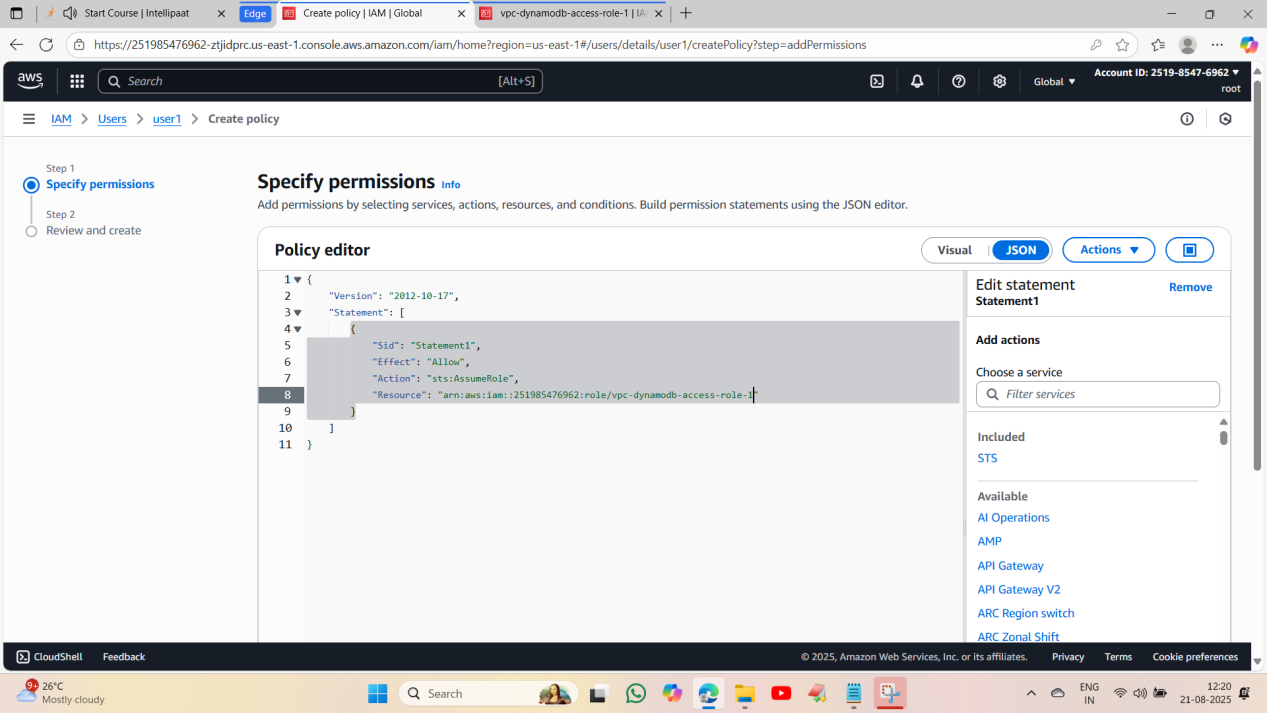 Start Course | Intellipaat
Edge
Create policy | IAM | Global
vpc-dynamodb-access-role-1 | IA
https://251985476962-ztjidprc.us-east-1.console.aws.amazon.com/iam/home?region=us-east-1#/users/details/user1/createPolicy?step=addPermissions
aws
Search
[Alt+S]
Global
Account ID: 2519-8547-6962
root
IAM
Users
user1
Create policy
Step 1
Specify permissions
Step 2
Review and create
Specify permissions Info
Add permissions by selecting services, actions, resources, and conditions. Build permission statements using the JSON editor.
Policy editor
Visual
JSON
Actions
1 {
2 "Version": "2012-10-17",
3 "Statement": [
4 {
5 "Sid": "Statement1",
6 "Effect": "Allow",
7 "Action": "sts:AssumeRole",
8 "Resource": "arn:aws:iam::251985476962:role/vpc-dynamodb-access-role-1"
9 }
10 ]
11 }
Edit statement
Statement1
Remove
Add actions
Choose a service
Filter services
Included
STS
Available
AI Operations
AMP
API Gateway
API Gateway V2
ARC Region switch
ARC Zonal Shift
CloudShell
Feedback
© 2025, Amazon Web Services, Inc. or its affiliates.
Privacy
Terms
Cookie preferences
9+
26°C
Mostly cloudy
Search
ENG
IN
12:20
21-08-2025